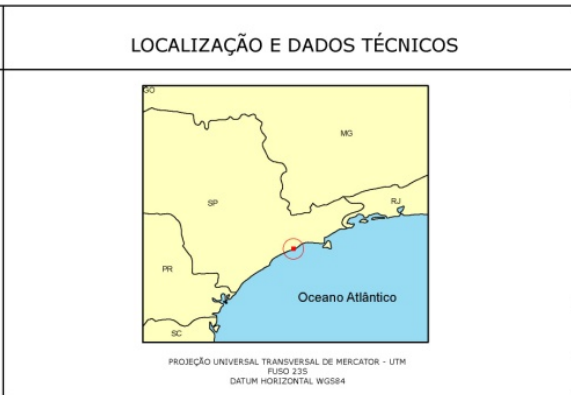 LOCALIZAÇÃO E DADOS TÉCNICOS
GO
MG
SP
RJ
PR
Oceano Atlântico
SC
PROJEÇÃO UNIVERSAL TRANSVERSAL DE MERCATOR - UTM
FUSO 23S
DATUM HORIZONTAL WGS84